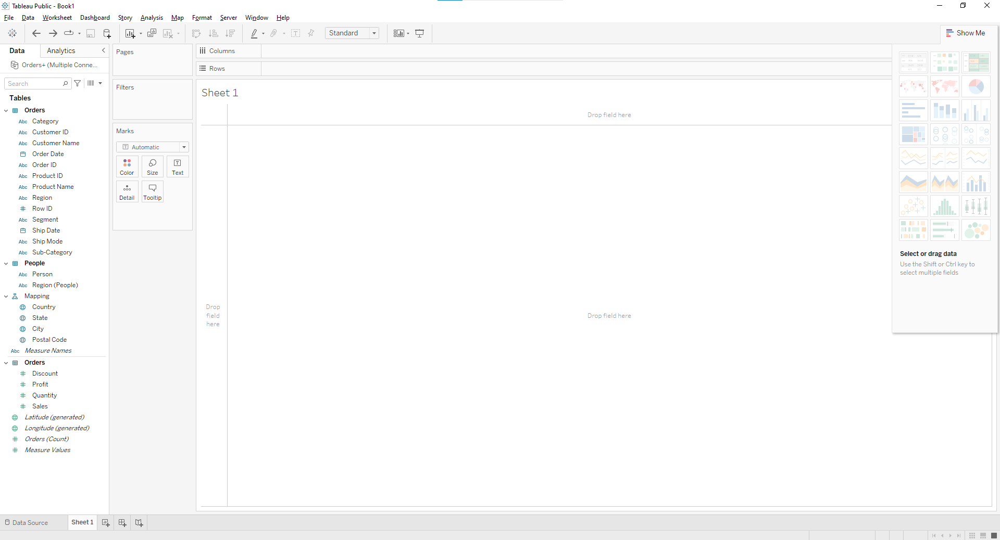 Tableau Public - Book1
File Data Worksheet Dashboard Story Analysis Map Format Server Window Help
Standard
Show Me
Data Analytics
Orders+ (Multiple Conne...
Search
Tables
Orders
Abc Category
Abc Customer ID
Abc Customer Name
Order Date
Abc Order ID
Abc Product ID
Abc Product Name
Abc Region
Row ID
Abc Segment
Ship Date
Abc Ship Mode
Abc Sub-Category
People
Abc Person
Abc Region (People)
Mapping
Country
State
City
Postal Code
Abc Measure Names
Orders
Discount
Profit
Quantity
Sales
Latitude (generated)
Longitude (generated)
Orders (Count)
Measure Values
Pages
Filters
Marks
Automatic
Color Size Text
Detail Tooltip
Columns
Rows
Sheet 1
Drop field here
Drop
field
here
Drop field here
Select or drag data
Use the Shift or Ctrl key to
select multiple fields
Data Source Sheet 1